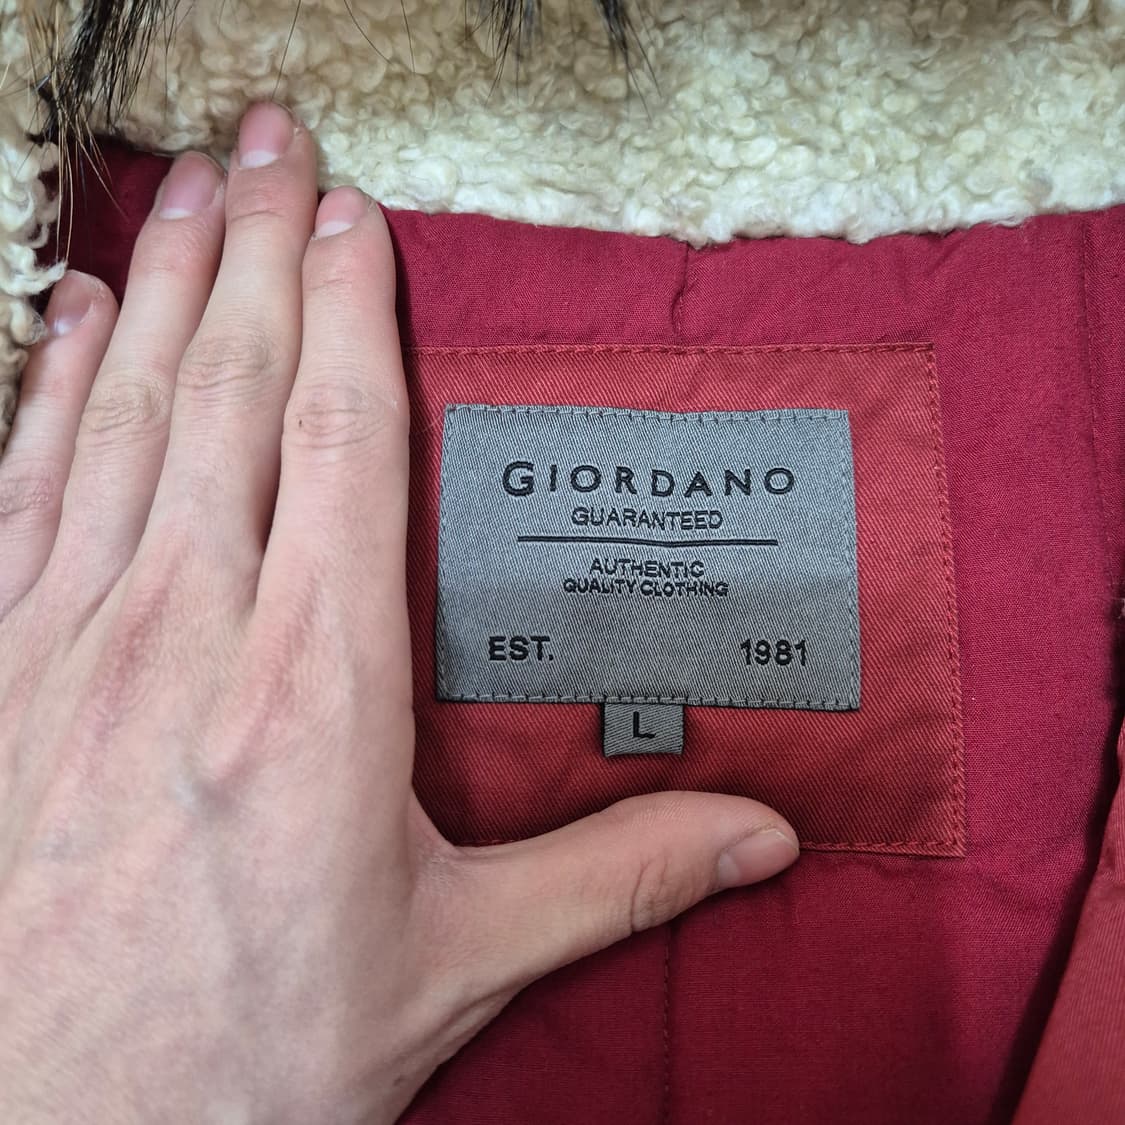 GIORDANO
GUARANTEED
AUTHENTIC
QUALITY CLOTHING
EST. 1981
L